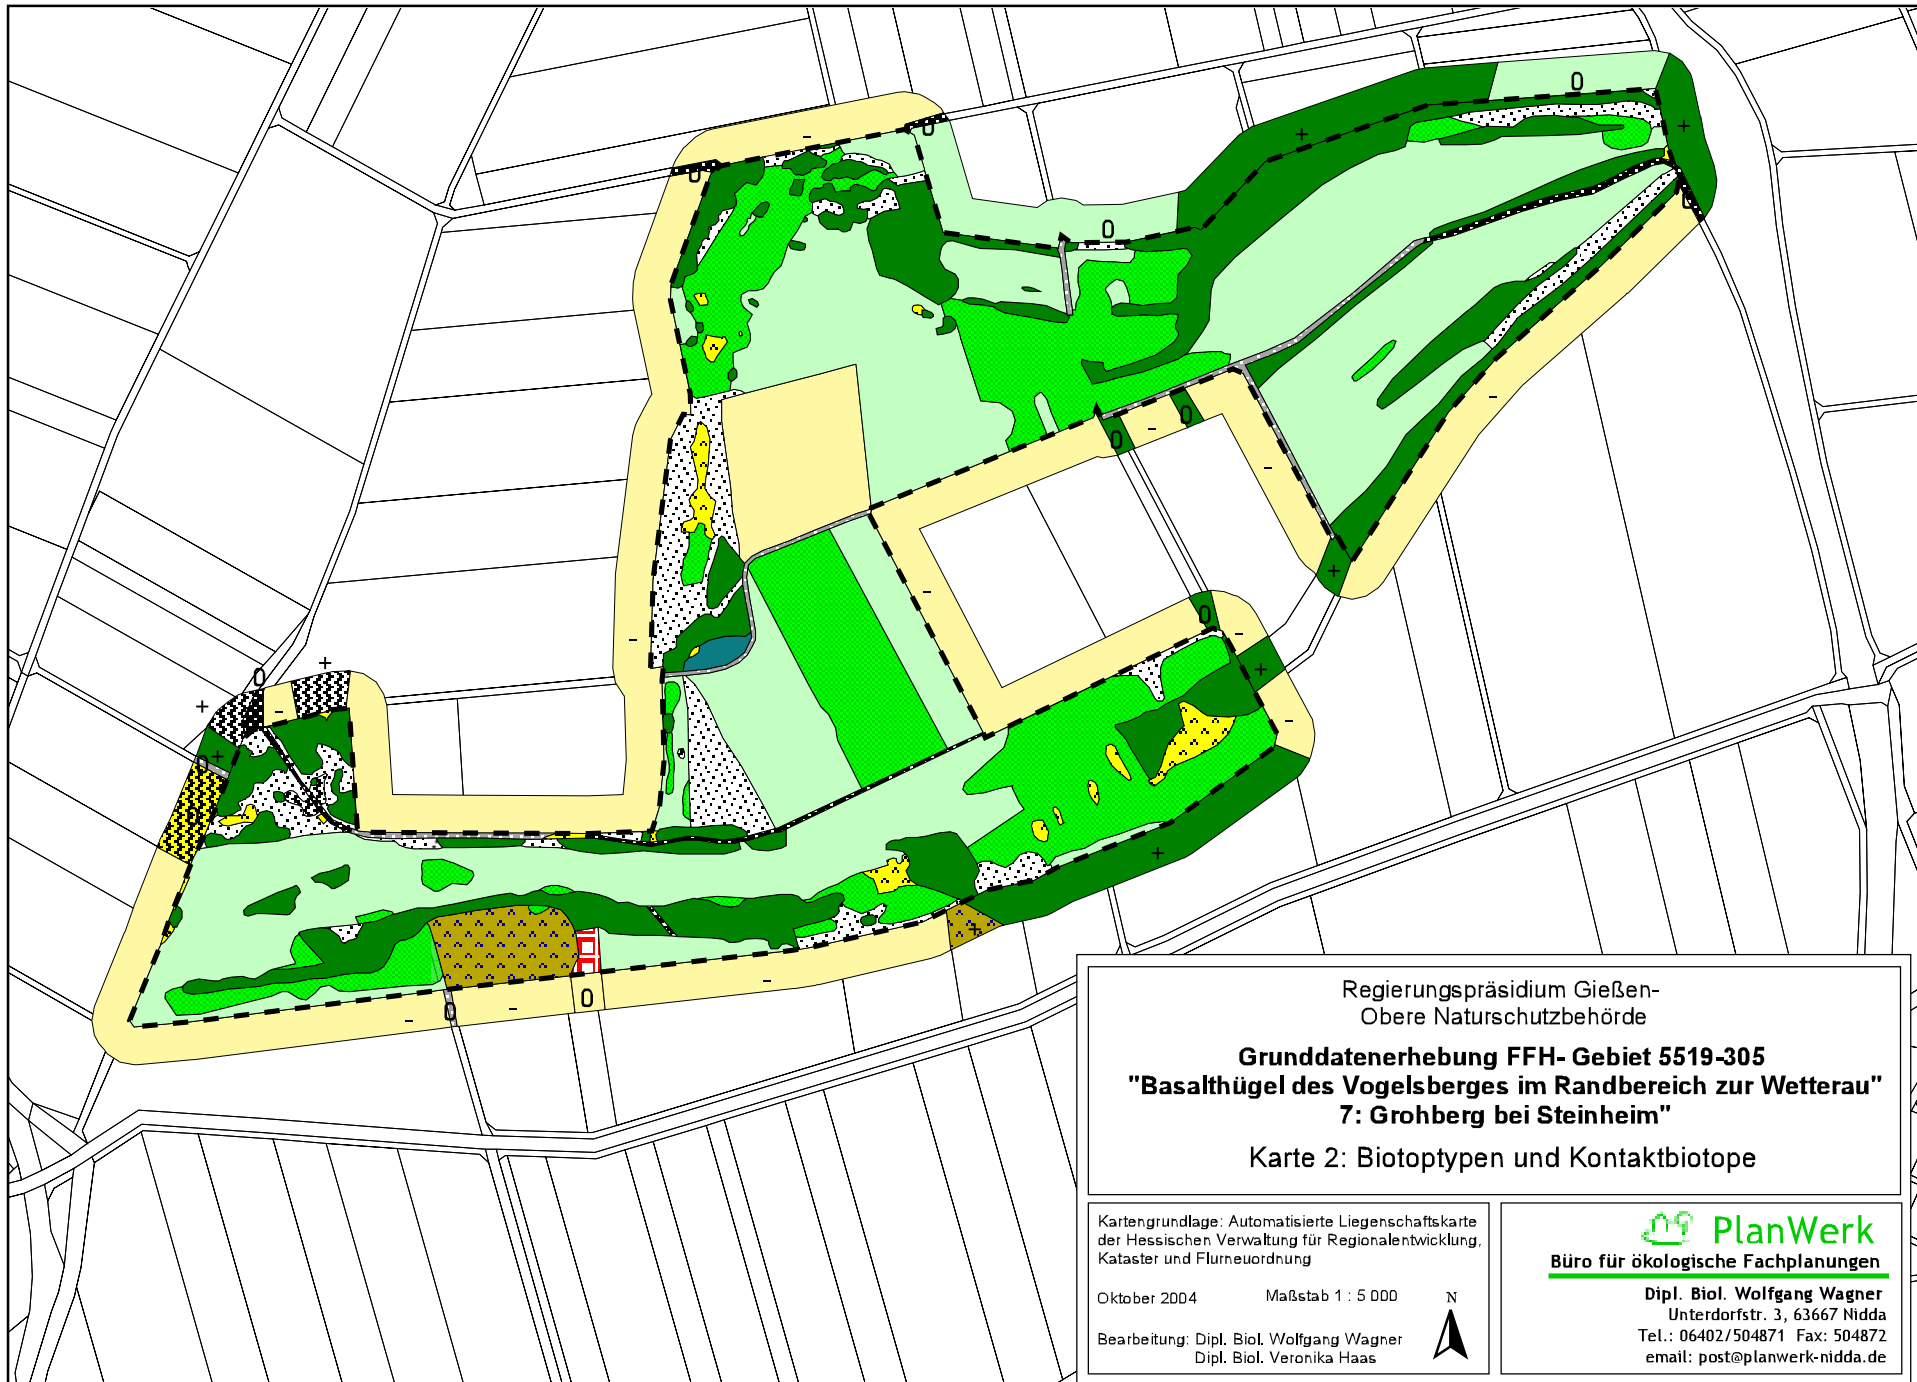 Regierungspräsidium Gießen-
Obere Naturschutzbehörde
Grunddatenerhebung FFH- Gebiet 5519-305
"Basalthügel des Vogelsberges im Randbereich zur Wetterau"
7: Grohberg bei Steinheim"
Karte 2: Biotoptypen und Kontaktbiotope
Kartengrundlage: Automatisierte Liegenschaftskarte
der Hessischen Verwaltung für Regionalentwicklung,
Kataster und Flurneuordnung
Oktober 2004 Maßstab 1 : 5 000
N
Bearbeitung: Dipl. Biol. Wolfgang Wagner
Dipl. Biol. Veronika Haas
PlanWerk
Büro für ökologische Fachplanungen
Dipl. Biol. Wolfgang Wagner
Unterdorfstr. 3, 63667 Nidda
Tel.: 06402/504871 Fax: 504872
email: post@planwerk-nidda.de